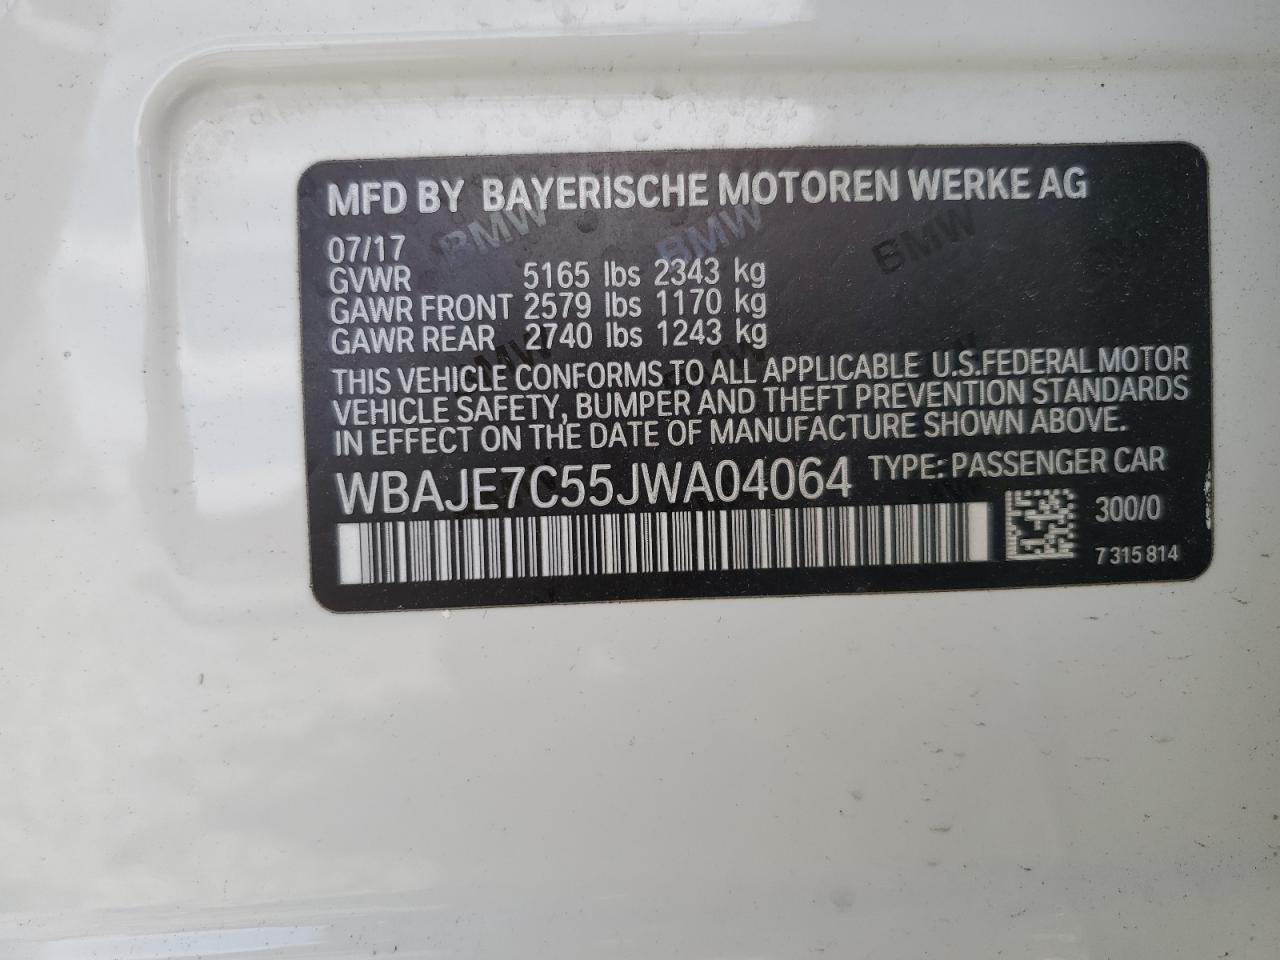 MFD BY BAYERISCHE MOTOREN WERKE AG
07/17
GVWR 5165 lbs 2343 kg
GAWR FRONT 2579 lbs 1170 kg
GAWR REAR 2740 lbs 1243 kg
THIS VEHICLE CONFORMS TO ALL APPLICABLE U.S.FEDERAL MOTOR
VEHICLE SAFETY, BUMPER AND THEFT PREVENTION STANDARDS
IN EFFECT ON THE DATE OF MANUFACTURE SHOWN ABOVE.
WBAJE7C55JWA04064 TYPE: PASSENGER CAR
300/0
7 315 814
BMW BMW BMW